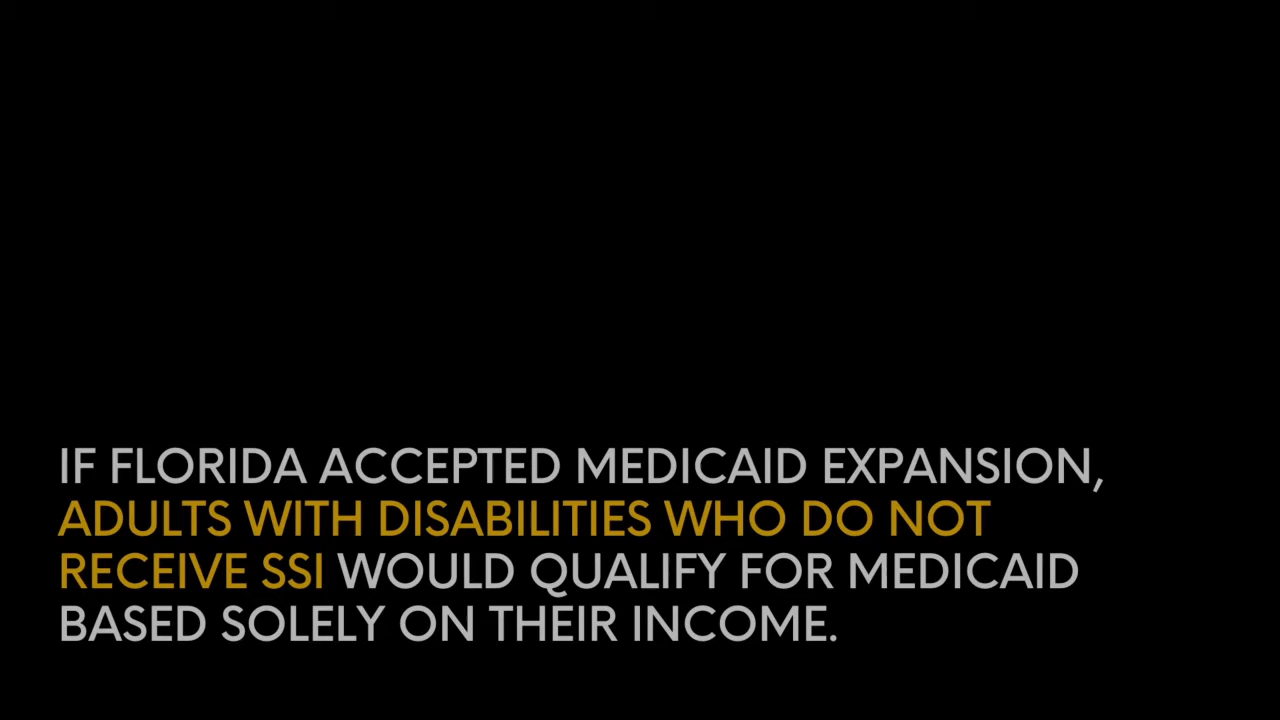 IF FLORIDA ACCEPTED MEDICAID EXPANSION,
ADULTS WITH DISABILITIES WHO DO NOT
RECEIVE SSI WOULD QUALIFY FOR MEDICAID
BASED SOLELY ON THEIR INCOME.